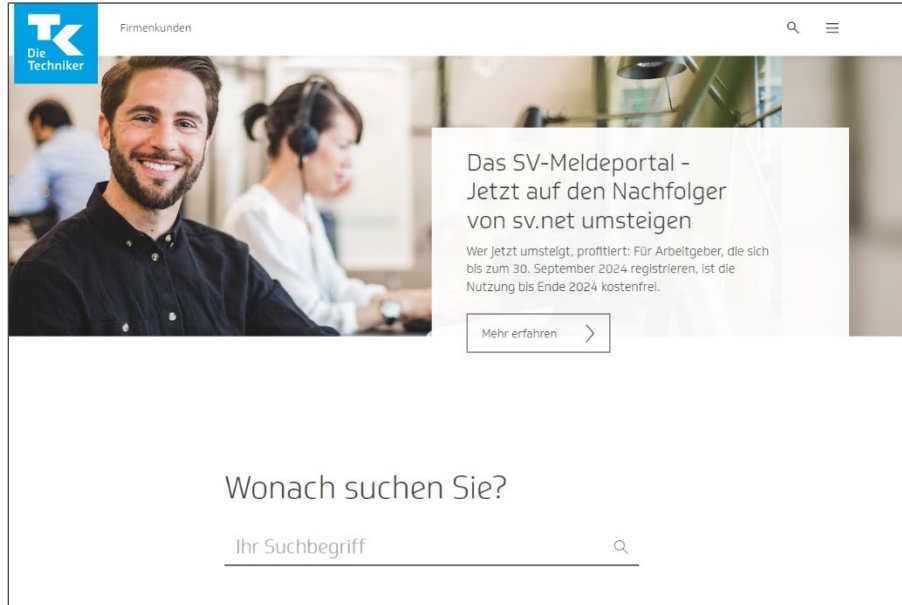 TK
Die
Techniker
Firmenkunden
Das SV-Meldeportal -
Jetzt auf den Nachfolger
von sv.net umsteigen
Wer jetzt umsteigt, profitiert: Für Arbeitgeber, die sich
bis zum 30. September 2024 registrieren, ist die
Nutzung bis Ende 2024 kostenfrei.
Mehr erfahren
Wonach suchen Sie?
Ihr Suchbegriff